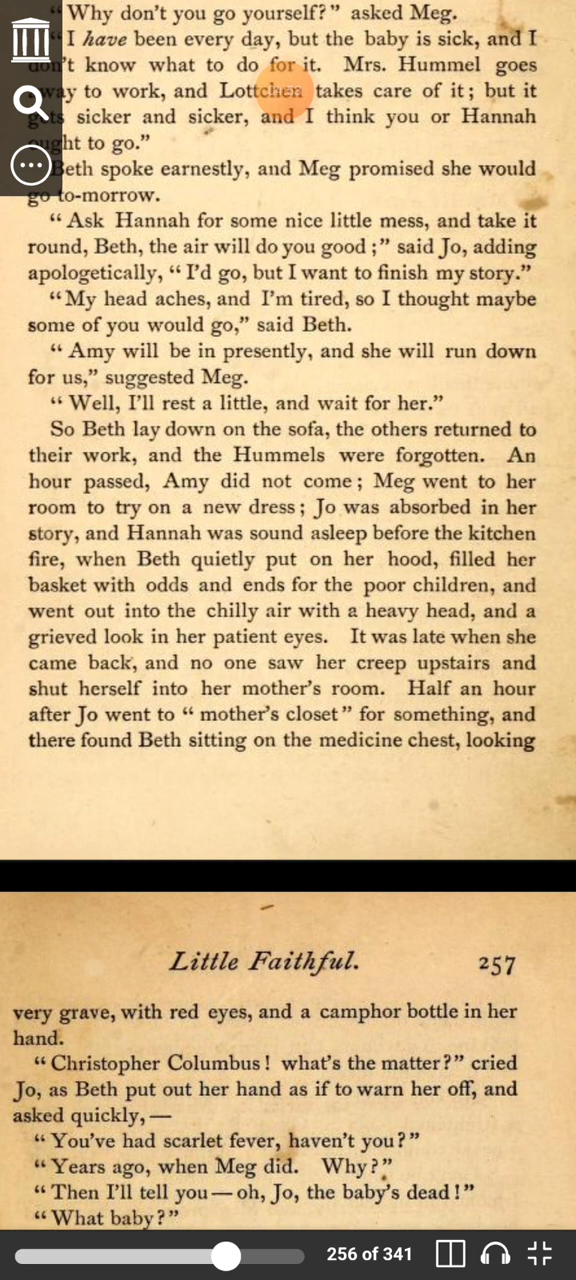 “Why don’t you go yourself?” asked Meg.
“I have been every day, but the baby is sick, and I
don’t know what to do for it. Mrs. Hummel goes
away to work, and Lottchen takes care of it; but it
gets sicker and sicker, and I think you or Hannah
ought to go.”
Beth spoke earnestly, and Meg promised she would
go to-morrow.
“Ask Hannah for some nice little mess, and take it
round, Beth, the air will do you good;” said Jo, adding
apologetically, “I’d go, but I want to finish my story.”
“My head aches, and I’m tired, so I thought maybe
some of you would go,” said Beth.
“Amy will be in presently, and she will run down
for us,” suggested Meg.
“Well, I’ll rest a little, and wait for her.”
So Beth lay down on the sofa, the others returned to
their work, and the Hummels were forgotten. An
hour passed, Amy did not come; Meg went to her
room to try on a new dress; Jo was absorbed in her
story, and Hannah was sound asleep before the kitchen
fire, when Beth quietly put on her hood, filled her
basket with odds and ends for the poor children, and
went out into the chilly air with a heavy head, and a
grieved look in her patient eyes. It was late when she
came back, and no one saw her creep upstairs and
shut herself into her mother’s room. Half an hour
after Jo went to “mother’s closet” for something, and
there found Beth sitting on the medicine chest, looking
Little Faithful. 257
very grave, with red eyes, and a camphor bottle in her
hand.
“Christopher Columbus! what’s the matter?” cried
Jo, as Beth put out her hand as if to warn her off, and
asked quickly,—
“You’ve had scarlet fever, haven’t you?”
“Years ago, when Meg did. Why?”
“Then I’ll tell you—oh, Jo, the baby’s dead!”
“What baby?”
256 of 341